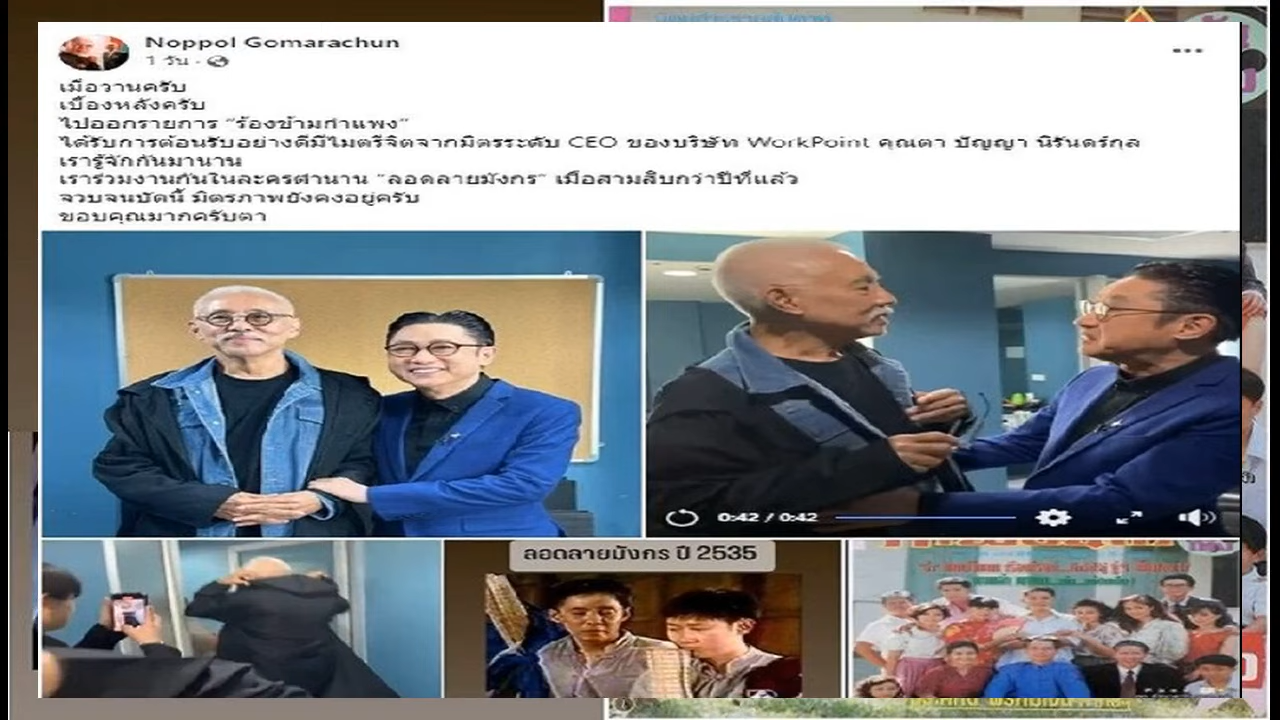 Noppol Gomarachun
1 วัน ·
เมื่อวานครับ
เบื้องหลังครับ
ไปออกรายการ “ร้องข้ามกำแพง”
ได้รับการต้อนรับอย่างดีมีไมตรีจิตจากมิตรระดับ CEO ของบริษัท WorkPoint คุณตา ปัญญา นิรันดร์กุล
เรารู้จักกันมานาน
เราร่วมงานกันในละครตำนาน “ลอดลายมังกร” เมื่อสามสิบกว่าปีที่แล้ว
จวบจนบัดนี้ มิตรภาพยังคงอยู่ครับ
ขอบคุณมากครับตา
0:42 / 0:42
ลอดลายมังกร ปี 2535